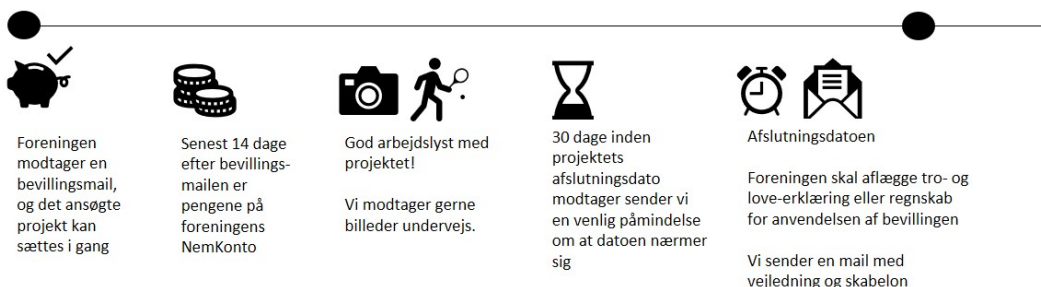 Foreningen
modtager en
bevillingsmail,
og det ansøgte
projekt kan
sættes i gang
Senest 14 dage
efter bevillings-
mailen er
pengene på
foreningens
NemKonto
God arbejdslyst med
projektet!
Vi modtager gerne
billeder undervejs.
30 dage inden
projektets
afslutningsdato
modtager sender vi
en venlig påmindelse
om at datoen nærmer
sig
Afslutningsdatoen
Foreningen skal aflægge tro- og
love-erklæring eller regnskab
for anvendelsen af bevillingen
Vi sender en mail med
vejledning og skabelon